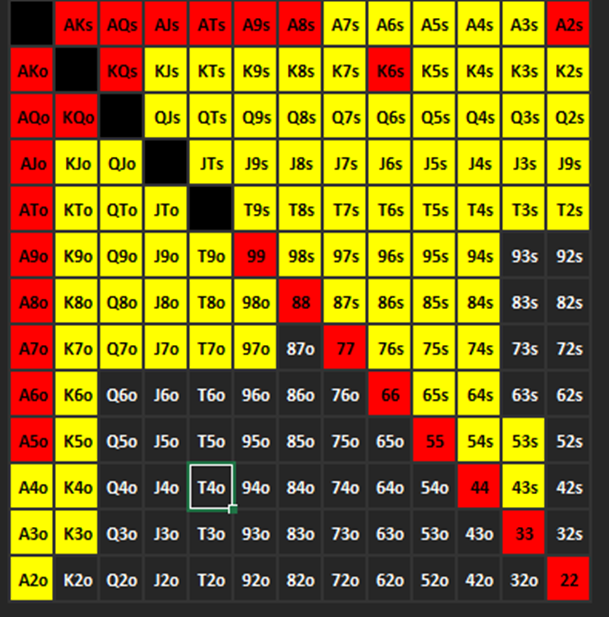 AKs AQs AJs ATs A9s A8s A7s A6s A5s A4s A3s A2s
AKo KQs KJs KTs K9s K8s K7s K6s K5s K4s K3s K2s
AQo KQo QJs QTs Q9s Q8s Q7s Q6s Q5s Q4s Q3s Q2s
AJo KJo QJo JTs J9s J8s J7s J6s J5s J4s J3s J9s
ATo KTo QTo JTo T9s T8s T7s T6s T5s T4s T3s T2s
A9o K9o Q9o J9o T9o 99 98s 97s 96s 95s 94s 93s 92s
A8o K8o Q8o J8o T8o 98o 88 87s 86s 85s 84s 83s 82s
A7o K7o Q7o J7o T7o 97o 87o 77 76s 75s 74s 73s 72s
A6o K6o Q6o J6o T6o 96o 86o 76o 66 65s 64s 63s 62s
A5o K5o Q5o J5o T5o 95o 85o 75o 65o 55 54s 53s 52s
A4o K4o Q4o J4o T4o 94o 84o 74o 64o 54o 44 43s 42s
A3o K3o Q3o J3o T3o 93o 83o 73o 63o 53o 43o 33 32s
A2o K2o Q2o J2o T2o 92o 82o 72o 62o 52o 42o 32o 22